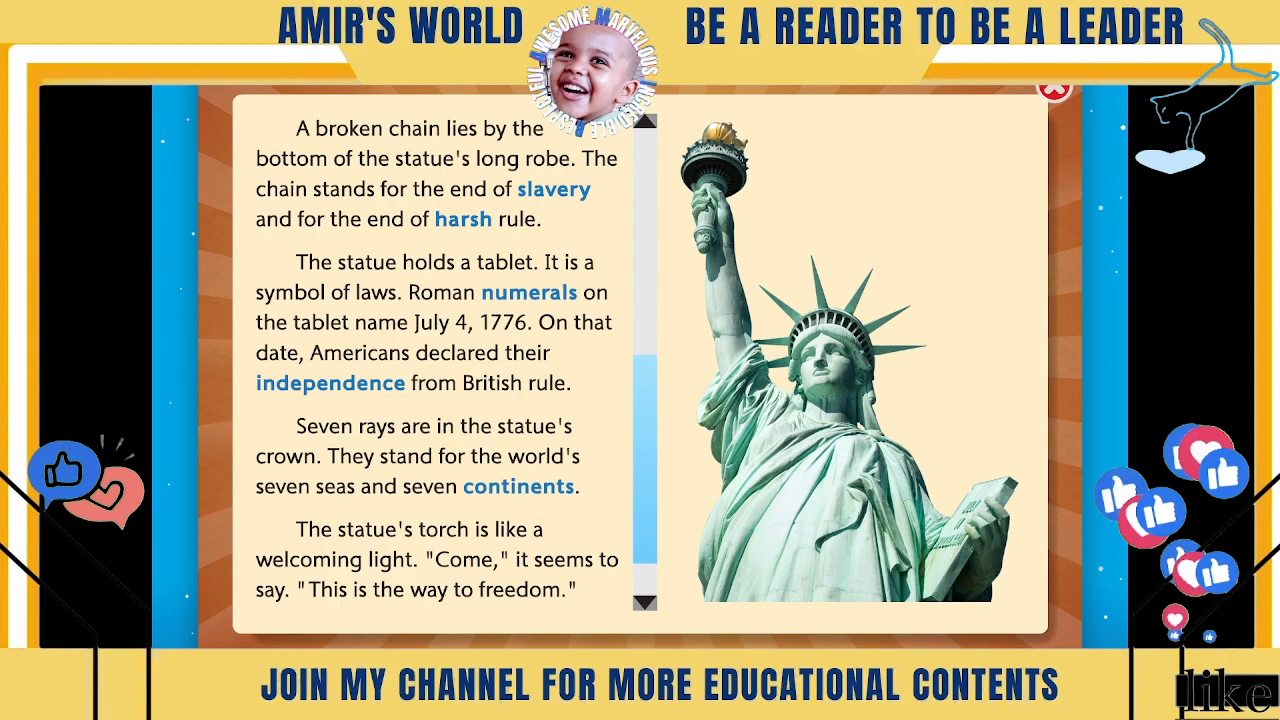 AMIR'S WORLD
BE A READER TO BE A LEADER
AWESOME MARVELOUS INCREDIBLE RESPECTFUL
A broken chain lies by the
bottom of the statue's long robe. The
chain stands for the end of slavery
and for the end of harsh rule.
The statue holds a tablet. It is a
symbol of laws. Roman numerals on
the tablet name July 4, 1776. On that
date, Americans declared their
independence from British rule.
Seven rays are in the statue's
crown. They stand for the world's
seven seas and seven continents.
The statue's torch is like a
welcoming light. "Come," it seems to
say. "This is the way to freedom."
JOIN MY CHANNEL FOR MORE EDUCATIONAL CONTENTS
like